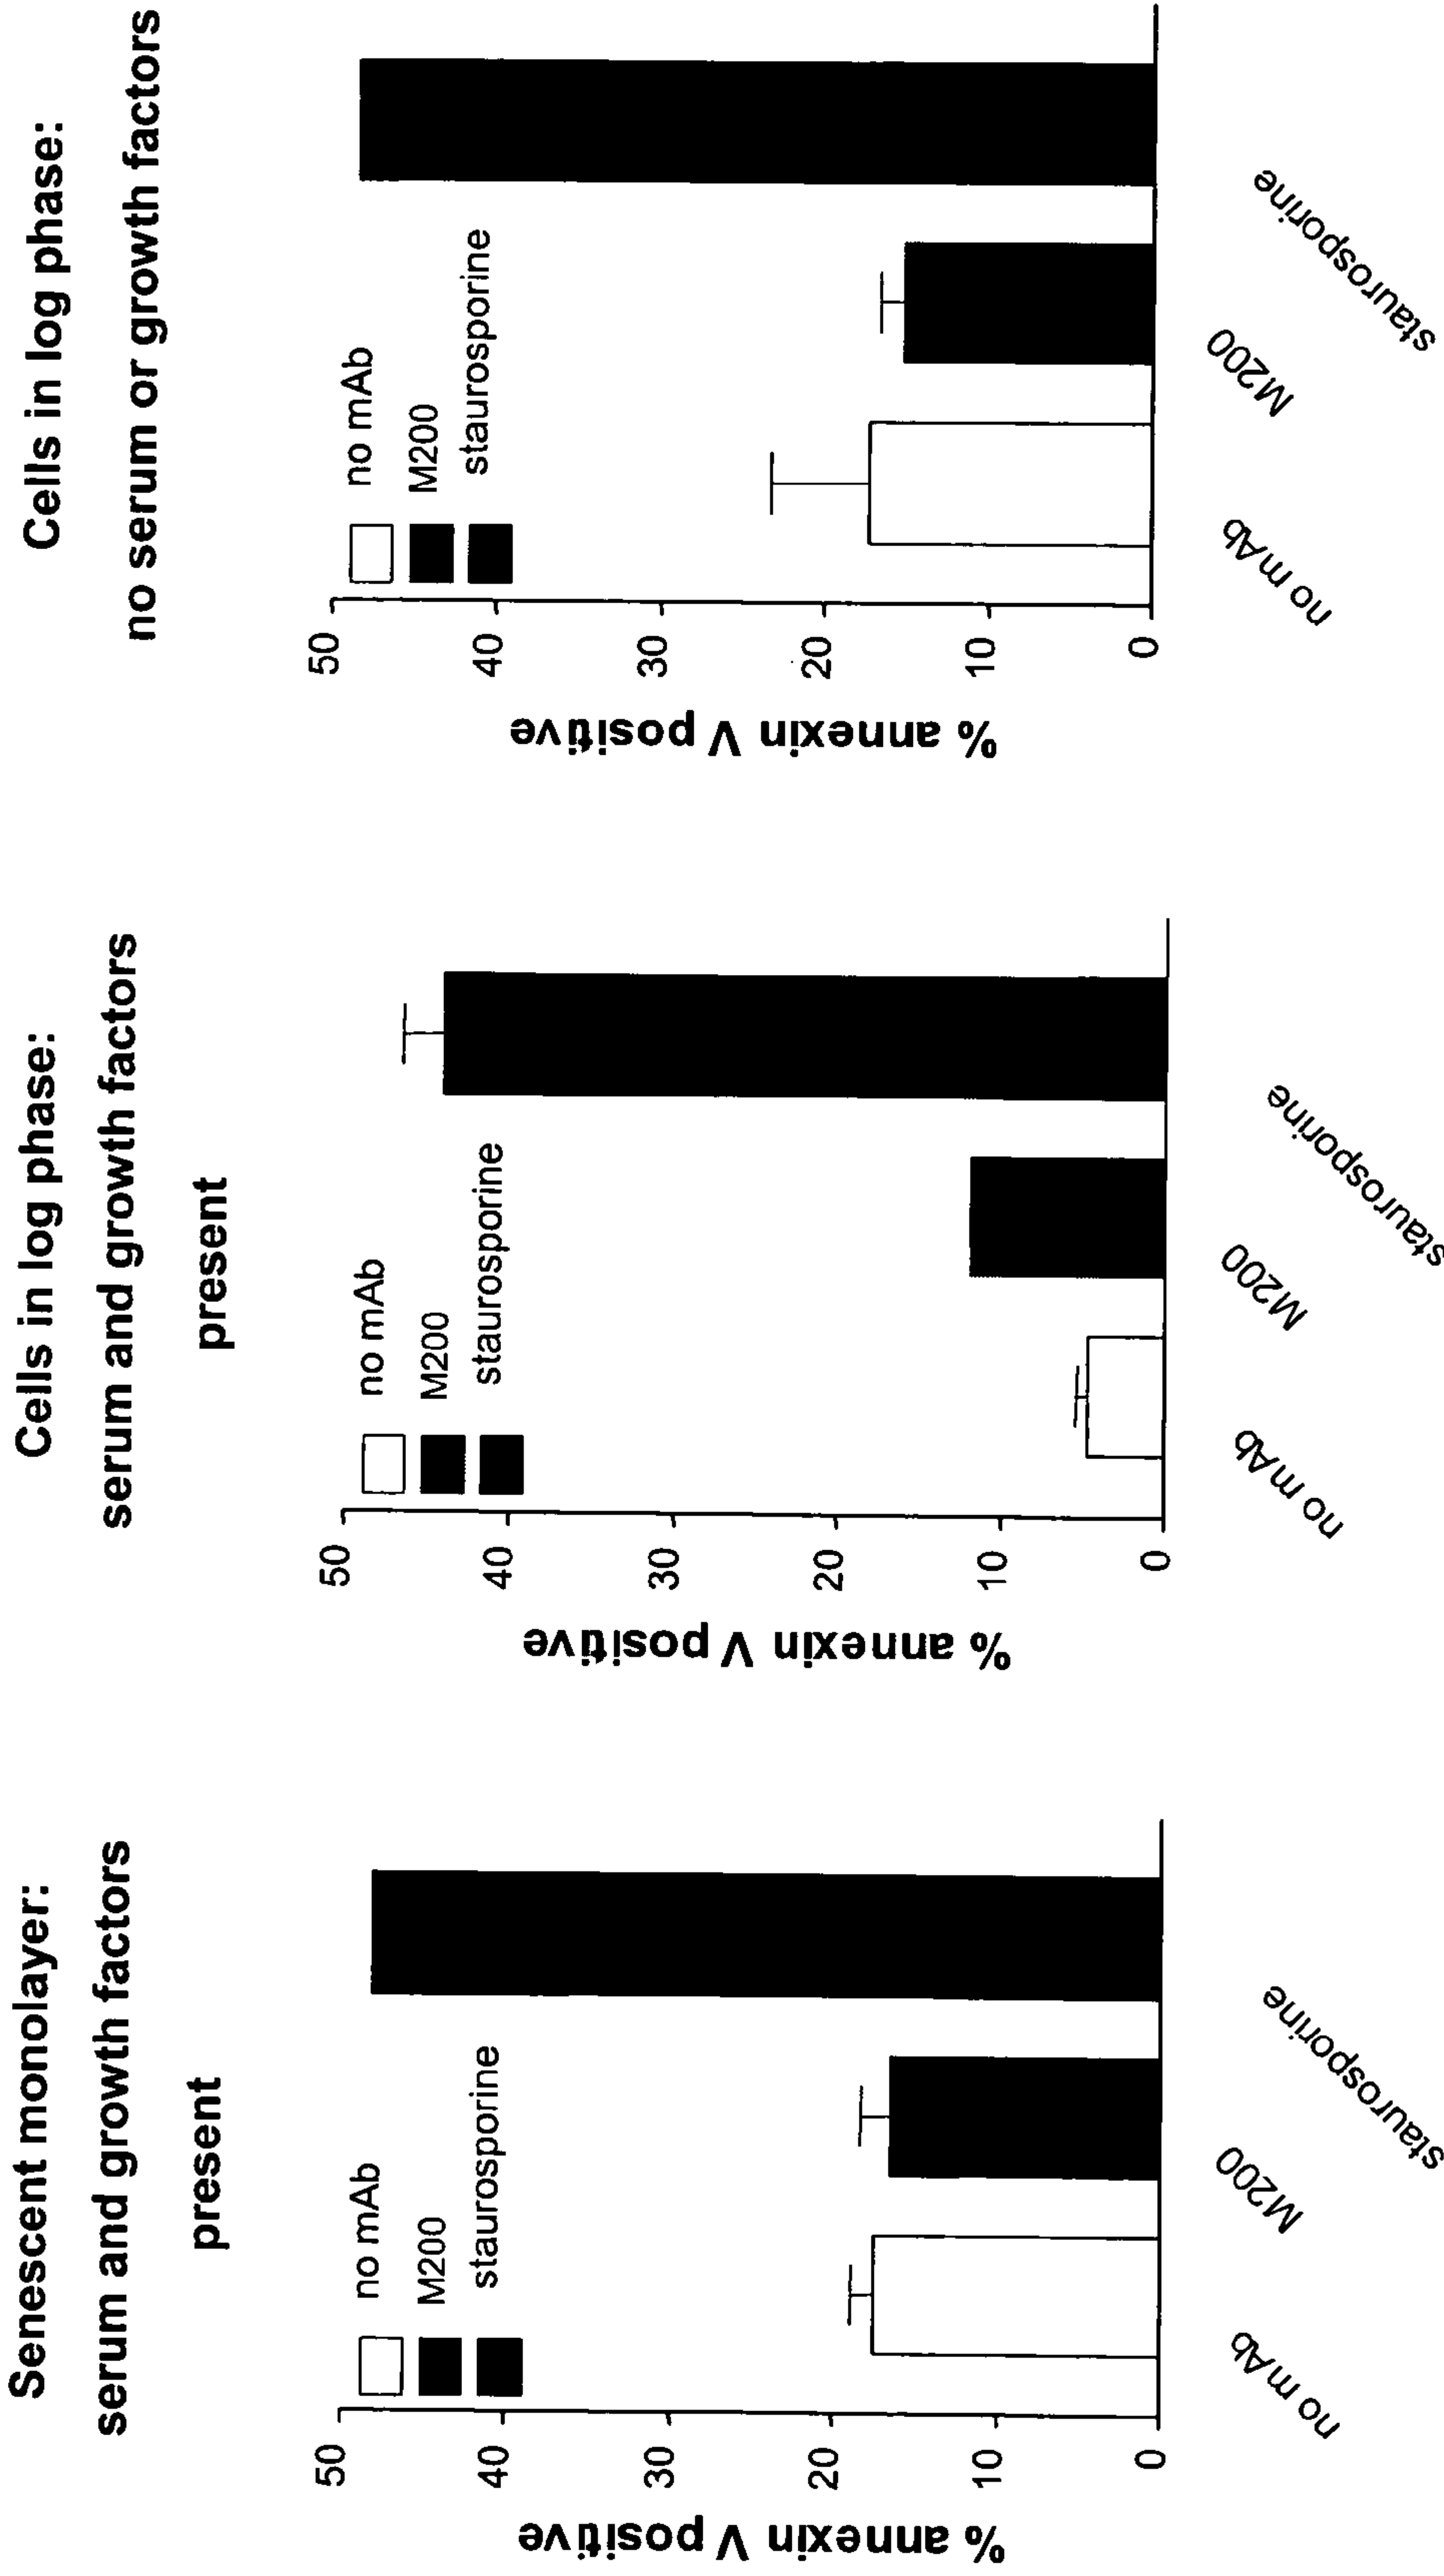 Senescent monolayer:
serum and growth factors
present
50
40
30
20
10
0
% annexin V positive
no mAb
M200
staurosporine
no mAb
M200
staurosporine
Cells in log phase:
serum and growth factors
present
50
40
30
20
10
0
% annexin V positive
no mAb
M200
staurosporine
no mAb
M200
staurosporine
Cells in log phase:
no serum or growth factors
50
40
30
20
10
0
% annexin V positive
no mAb
M200
staurosporine
no mAb
M200
staurosporine